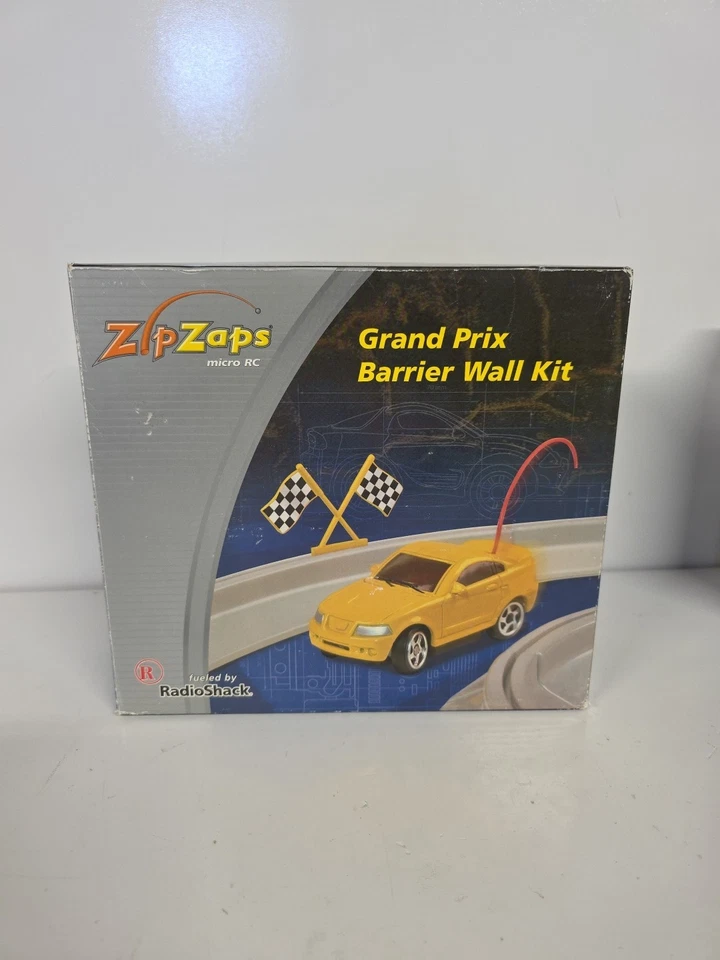 ZipZaps®
micro RC
Grand Prix
Barrier Wall Kit
R
fueled by
RadioShack.